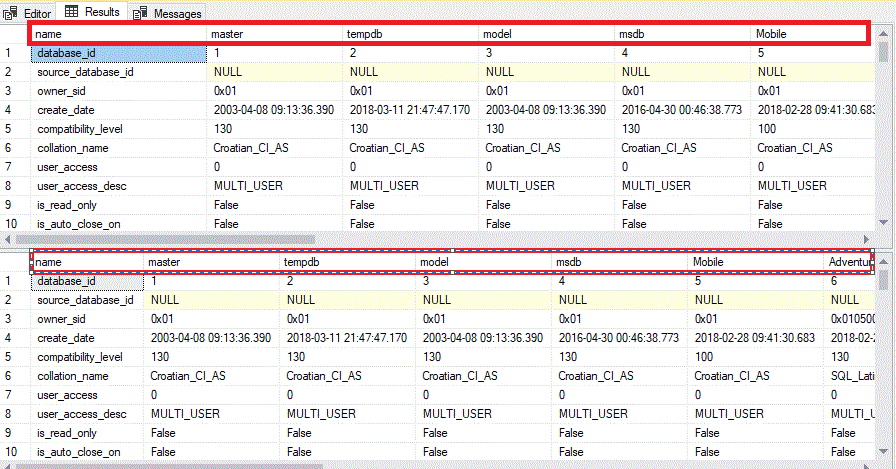 Editor Results Messages
name master tempdb model msdb Mobile
1 database_id 1 2 3 4 5
2 source_database_id NULL NULL NULL NULL NULL
3 owner_sid 0x01 0x01 0x01 0x01 0x01
4 create_date 2003-04-08 09:13:36.390 2018-03-11 21:47:47.170 2003-04-08 09:13:36.390 2016-04-30 00:46:38.773 2018-02-28 09:41:30.683
5 compatibility_level 130 130 130 130 100
6 collation_name Croatian_CI_AS Croatian_CI_AS Croatian_CI_AS Croatian_CI_AS Croatian_CI_AS
7 user_access 0 0 0 0 0
8 user_access_desc MULTI_USER MULTI_USER MULTI_USER MULTI_USER MULTI_USER
9 is_read_only False False False False False
10 is_auto_close_on False False False False False
name master tempdb model msdb Mobile Adventu
1 database_id 1 2 3 4 5 6
2 source_database_id NULL NULL NULL NULL NULL NULL
3 owner_sid 0x01 0x01 0x01 0x01 0x01 0x010500
4 create_date 2003-04-08 09:13:36.390 2018-03-11 21:47:47.170 2003-04-08 09:13:36.390 2016-04-30 00:46:38.773 2018-02-28 09:41:30.683 2018-02-2
5 compatibility_level 130 130 130 130 100 130
6 collation_name Croatian_CI_AS Croatian_CI_AS Croatian_CI_AS Croatian_CI_AS Croatian_CI_AS SQL_Lati
7 user_access 0 0 0 0 0 0
8 user_access_desc MULTI_USER MULTI_USER MULTI_USER MULTI_USER MULTI_USER MULTI_U
9 is_read_only False False False False False False
10 is_auto_close_on False False False False False False